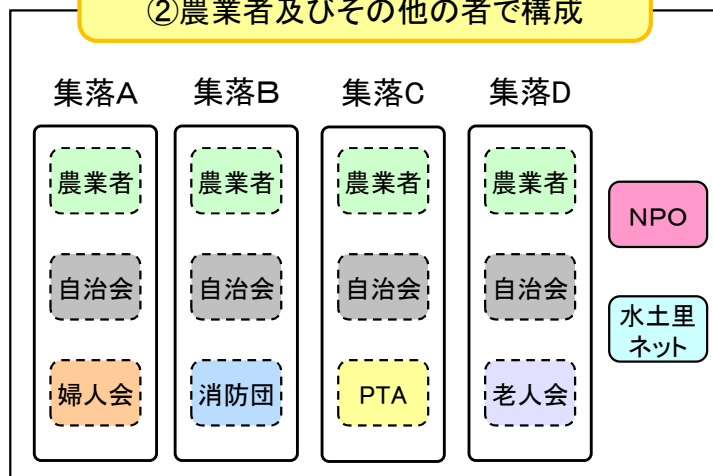 ②農業者及びその他の者で構成
集落A 集落B 集落C 集落D
農業者 農業者 農業者 農業者
NPO
自治会 自治会 自治会 自治会
水土里
ネット
婦人会 消防団 PTA 老人会